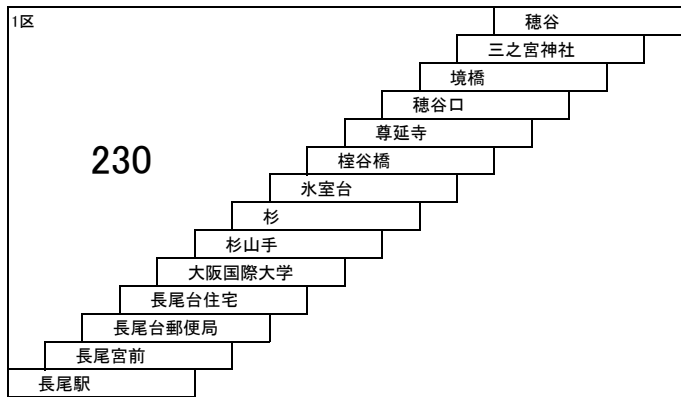 1区
穂谷
三之宮神社
境橋
穂谷口
尊延寺
樘谷橋
氷室台
杉
杉山手
大阪国際大学
長尾台住宅
長尾台郵便局
長尾宮前
長尾駅
230